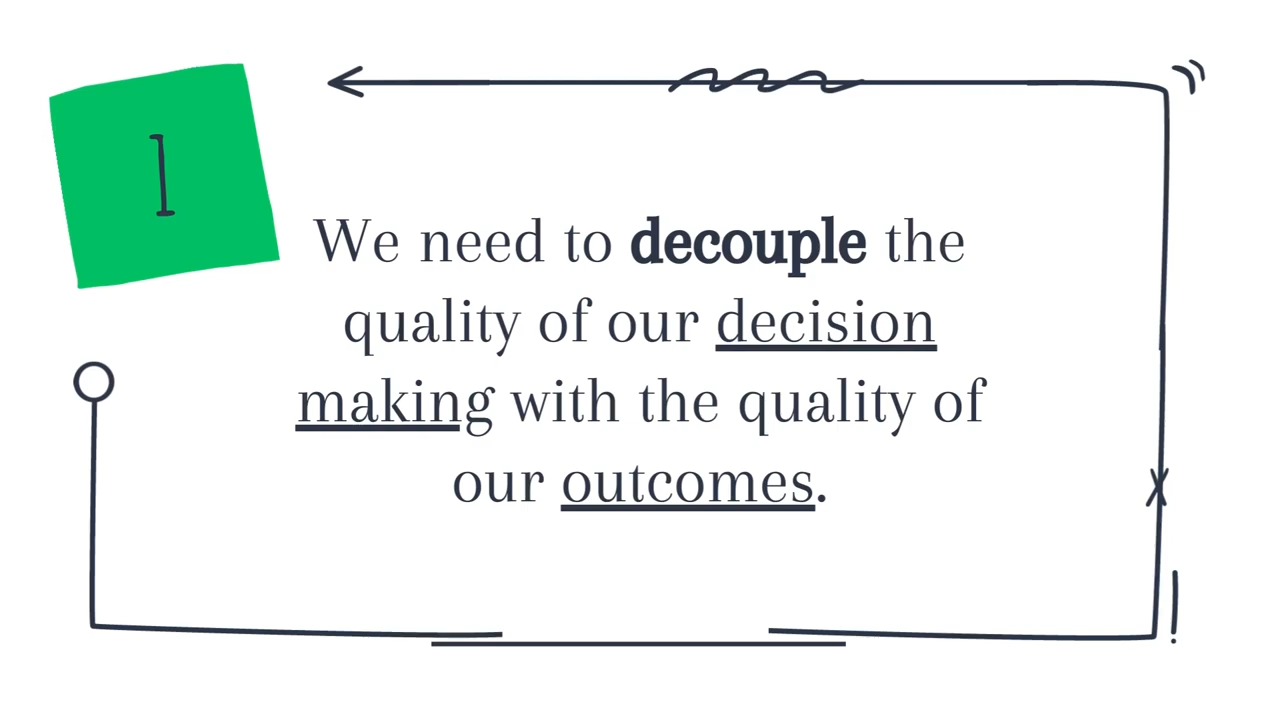 1
We need to decouple the
quality of our decision
making with the quality of
our outcomes.